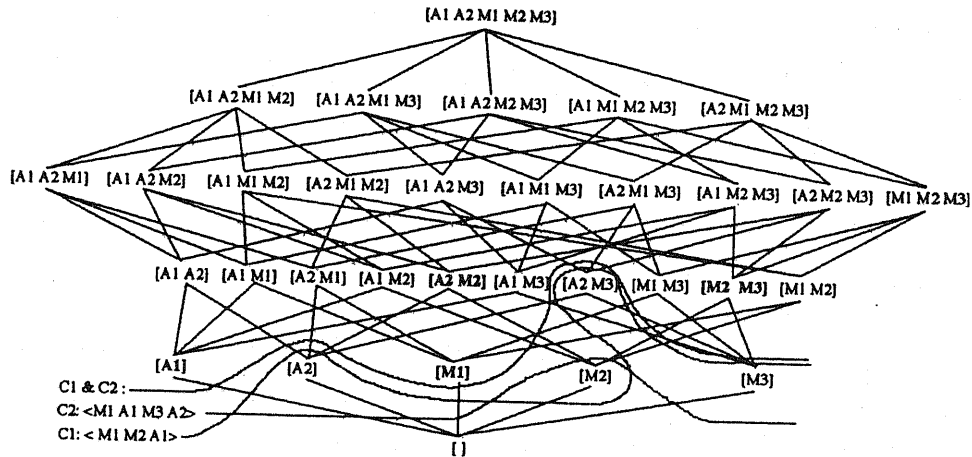 [A1 A2 M1 M2 M3]
[A1 A2 M1 M2] [A1 A2 M1 M3] [A1 A2 M2 M3] [A1 M1 M2 M3] [A2 M1 M2 M3]
[A1 A2 M1] [A1 A2 M2] [A1 M1 M2] [A2 M1 M2] [A1 A2 M3] [A1 M1 M3] [A2 M1 M3] [A1 M2 M3] [A2 M2 M3] [M1 M2 M3]
[A1 A2] [A1 M1] [A2 M1] [A1 M2] [A2 M2] [A1 M3] [A2 M3] [M1 M3] [M2 M3] [M1 M2]
[A1] [A2] [M1] [M2] [M3]
C1 & C2 :
C2: <M1 A1 M3 A2>
C1: < M1 M2 A1>
[ ]